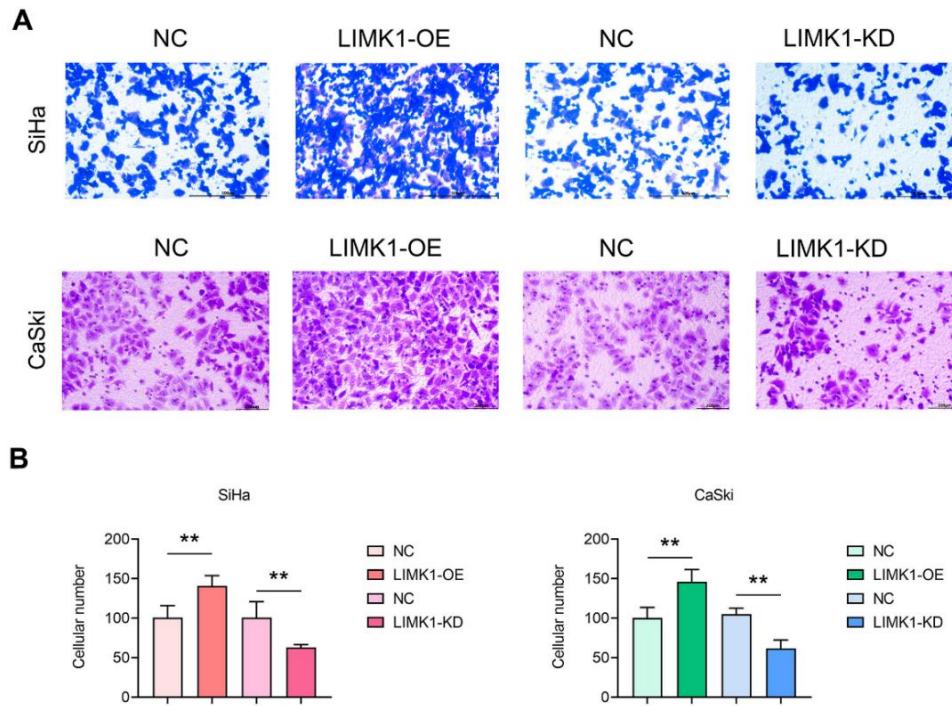 A
NC LIMK1-OE NC LIMK1-KD
SiHa
NC LIMK1-OE NC LIMK1-KD
CaSki
B
SiHa
200
150
100
50
0
Cellular number
**
**
NC
LIMK1-OE
NC
LIMK1-KD
CaSki
200
150
100
50
0
Cellular number
**
**
NC
LIMK1-OE
NC
LIMK1-KD